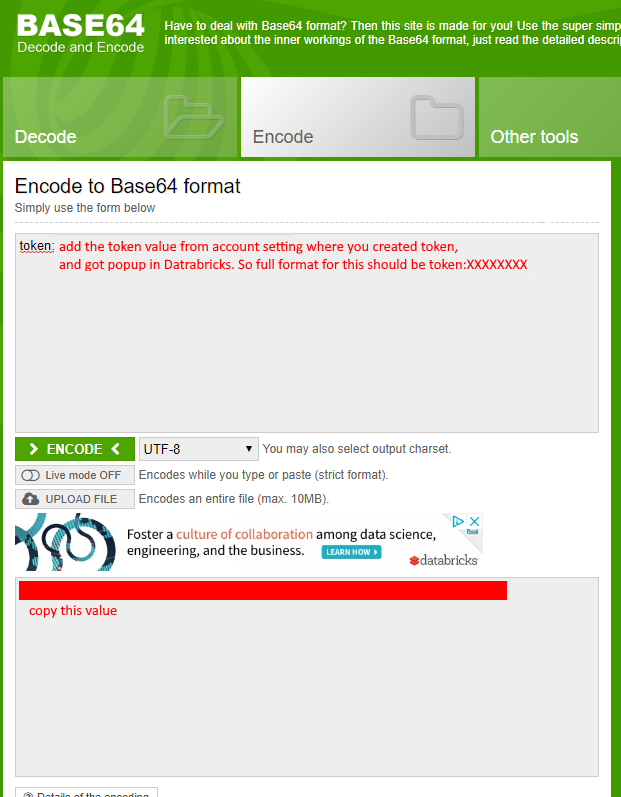 BASE64
Decode and Encode
Have to deal with Base64 format? Then this site is made for you! Use the super simp
interested about the inner workings of the Base64 format, just read the detailed descri
Decode
Encode
Other tools
Encode to Base64 format
Simply use the form below
token: add the token value from account setting where you created token,
and got popup in Datrabricks. So full format for this should be token:XXXXXXXX
ENCODE
UTF-8
You may also select output charset.
Live mode OFF
Encodes while you type or paste (strict format).
UPLOAD FILE
Encodes an entire file (max. 10MB).
Foster a culture of collaboration among data science,
engineering, and the business.
LEARN HOW
databricks
copy this value
Details of the encoding